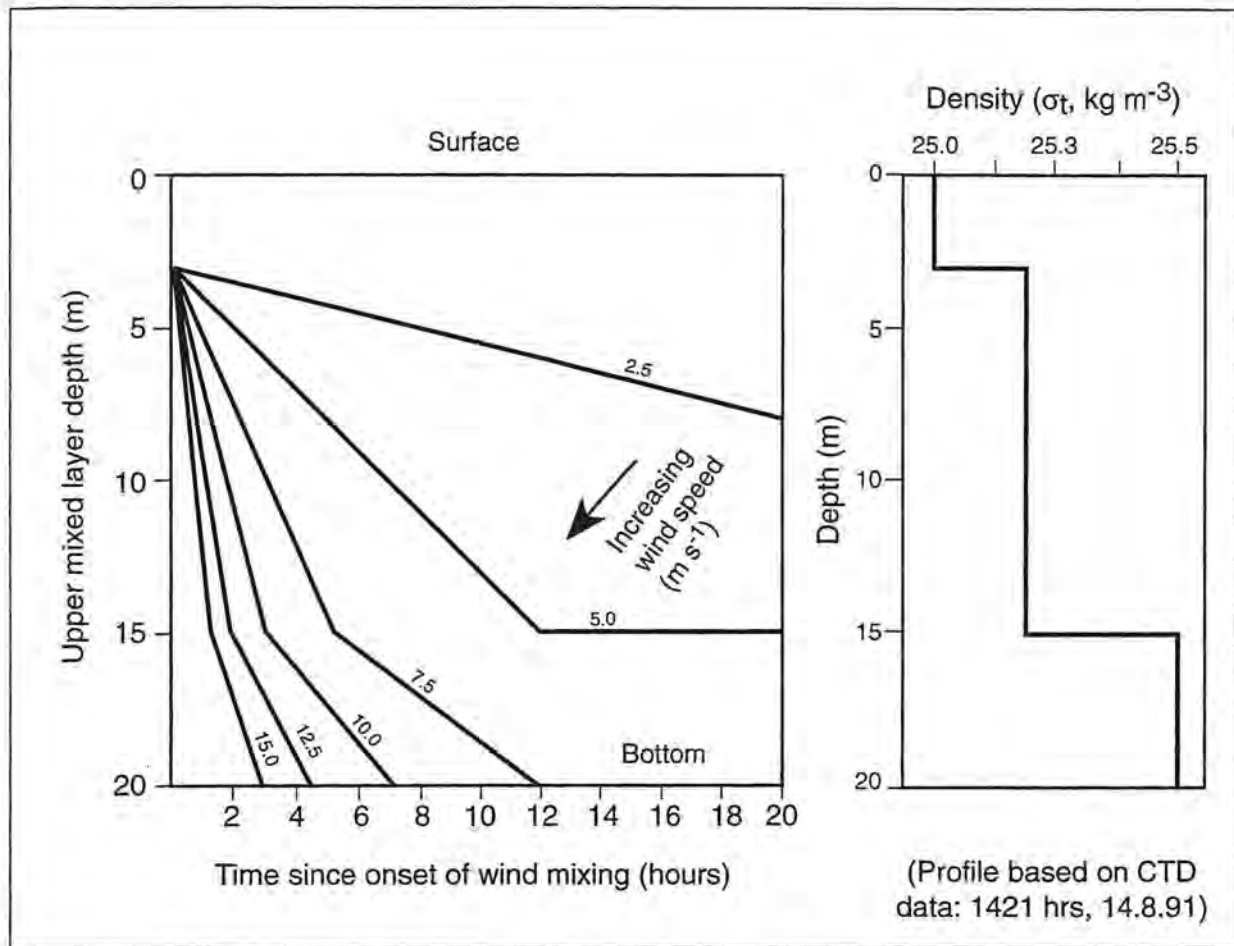 Surface
0
5
10
15
20
Upper mixed layer depth (m)
2.5
5.0
7.5
10.0
12.5
15.0
Increasing
wind speed
(m s-1)
Bottom
2 4 6 8 10 12 14 16 18 20
Time since onset of wind mixing (hours)
Density (σt, kg m-3)
25.0 25.3 25.5
0
5
10
15
20
Depth (m)
(Profile based on CTD
data: 1421 hrs, 14.8.91)